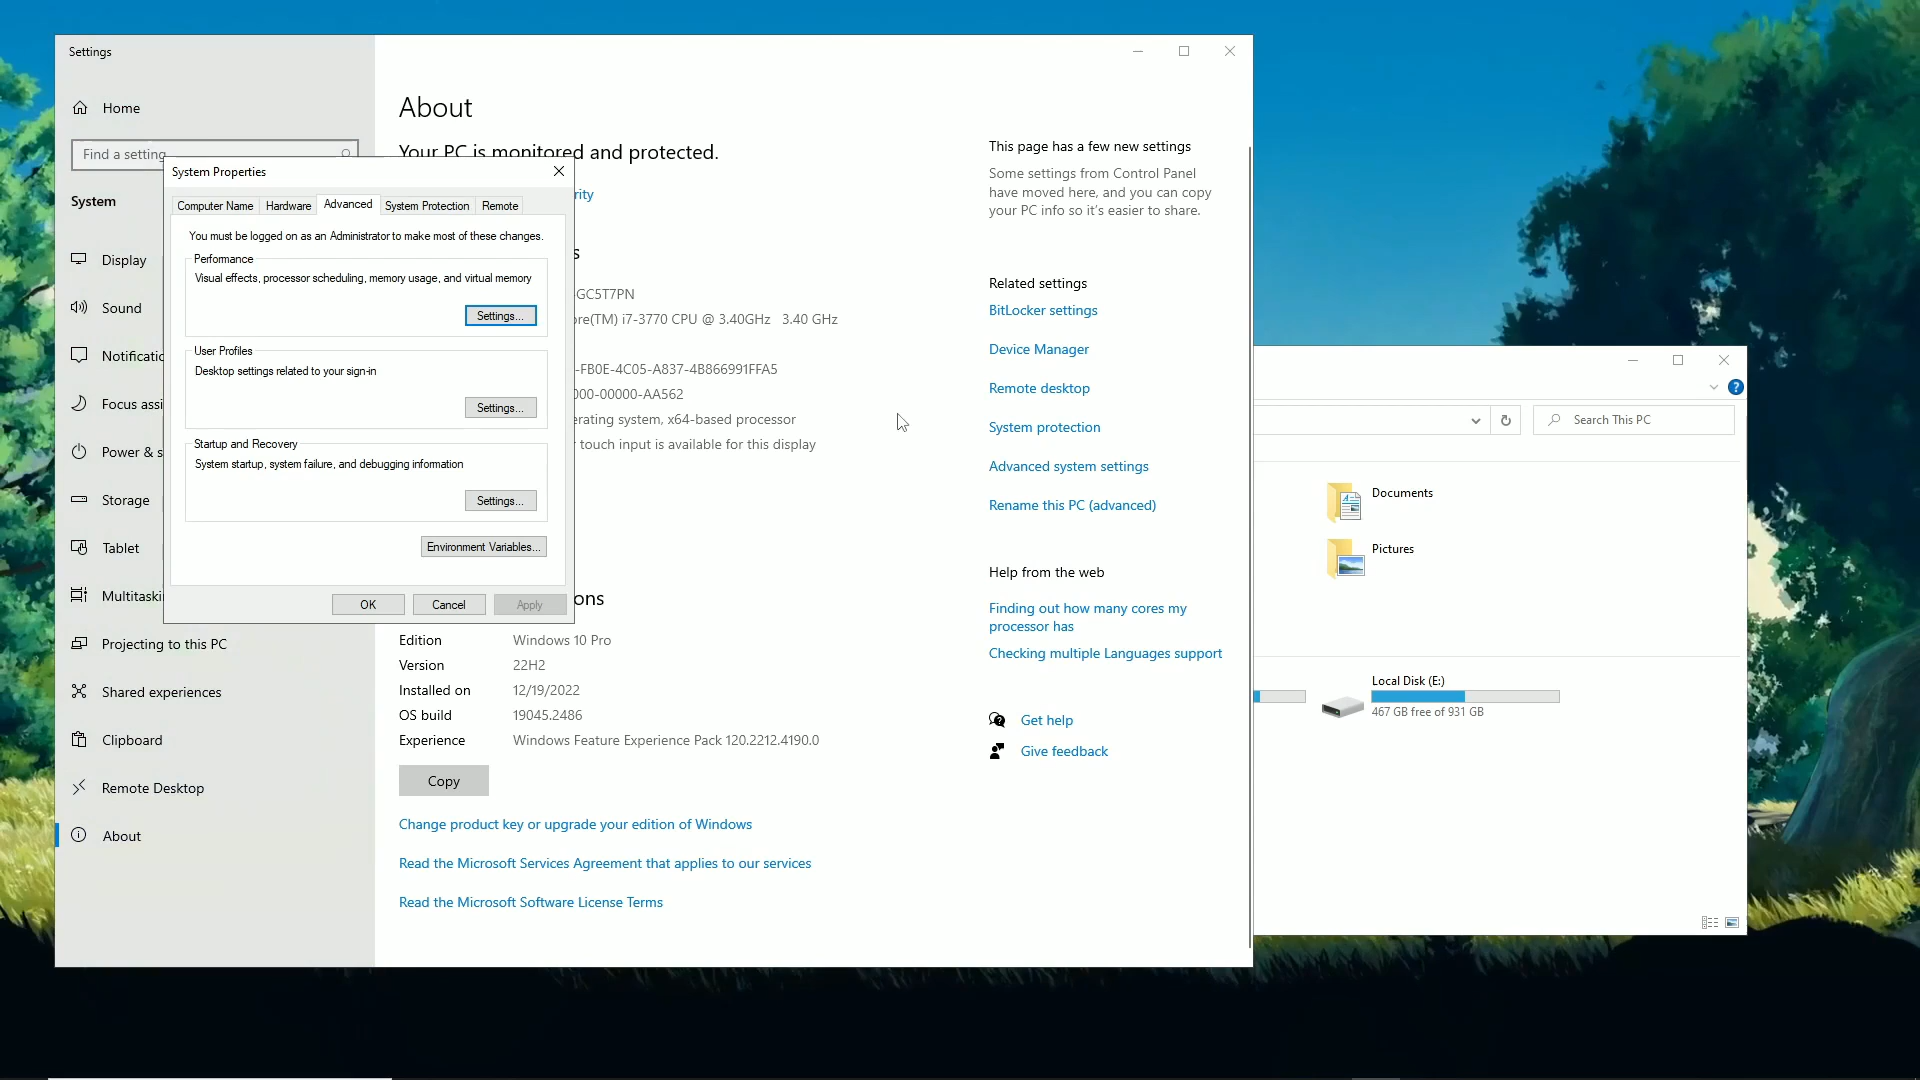 Settings
Home
Find a setting
System
Display
Sound
Notificatio
Focus assi
Power & s
Storage
Tablet
Multitaski
Projecting to this PC
Shared experiences
Clipboard
Remote Desktop
About
About
Your PC is monitored and protected.
rity
s
-GC5T7PN
ore(TM) i7-3770 CPU @ 3.40GHz 3.40 GHz
-FB0E-4C05-A837-4B866991FFA5
000-00000-AA562
erating system, x64-based processor
r touch input is available for this display
ons
Edition Windows 10 Pro
Version 22H2
Installed on 12/19/2022
OS build 19045.2486
Experience Windows Feature Experience Pack 120.2212.4190.0
Copy
Change product key or upgrade your edition of Windows
Read the Microsoft Services Agreement that applies to our services
Read the Microsoft Software License Terms
System Properties
Computer Name Hardware Advanced System Protection Remote
You must be logged on as an Administrator to make most of these changes.
Performance
Visual effects, processor scheduling, memory usage, and virtual memory
Settings...
User Profiles
Desktop settings related to your sign-in
Settings...
Startup and Recovery
System startup, system failure, and debugging information
Settings...
Environment Variables...
OK Cancel Apply
This page has a few new settings
Some settings from Control Panel
have moved here, and you can copy
your PC info so it's easier to share.
Related settings
BitLocker settings
Device Manager
Remote desktop
System protection
Advanced system settings
Rename this PC (advanced)
Help from the web
Finding out how many cores my
processor has
Checking multiple Languages support
Get help
Give feedback
?
Search This PC
Documents
Pictures
Local Disk (E:)
467 GB free of 931 GB